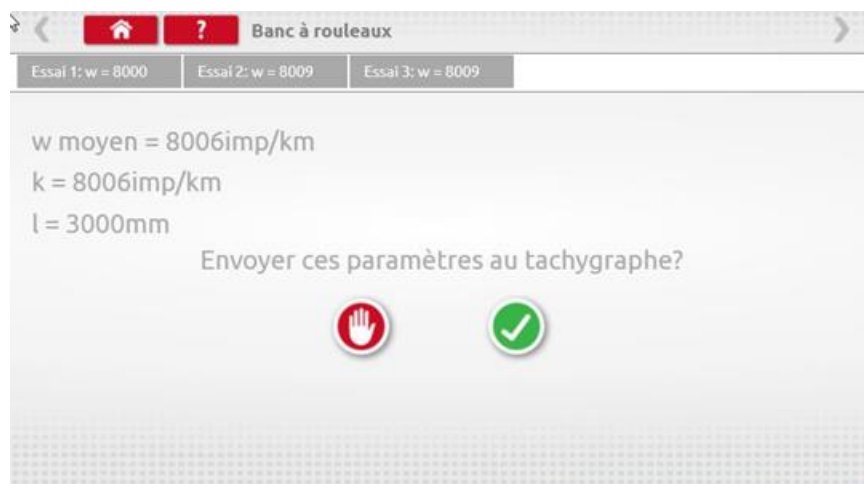 ? Banc à rouleaux
Essai 1: w = 8000 Essai 2: w = 8009 Essai 3: w = 8009
w moyen = 8006imp/km
k = 8006imp/km
l = 3000mm
Envoyer ces paramètres au tachygraphe?